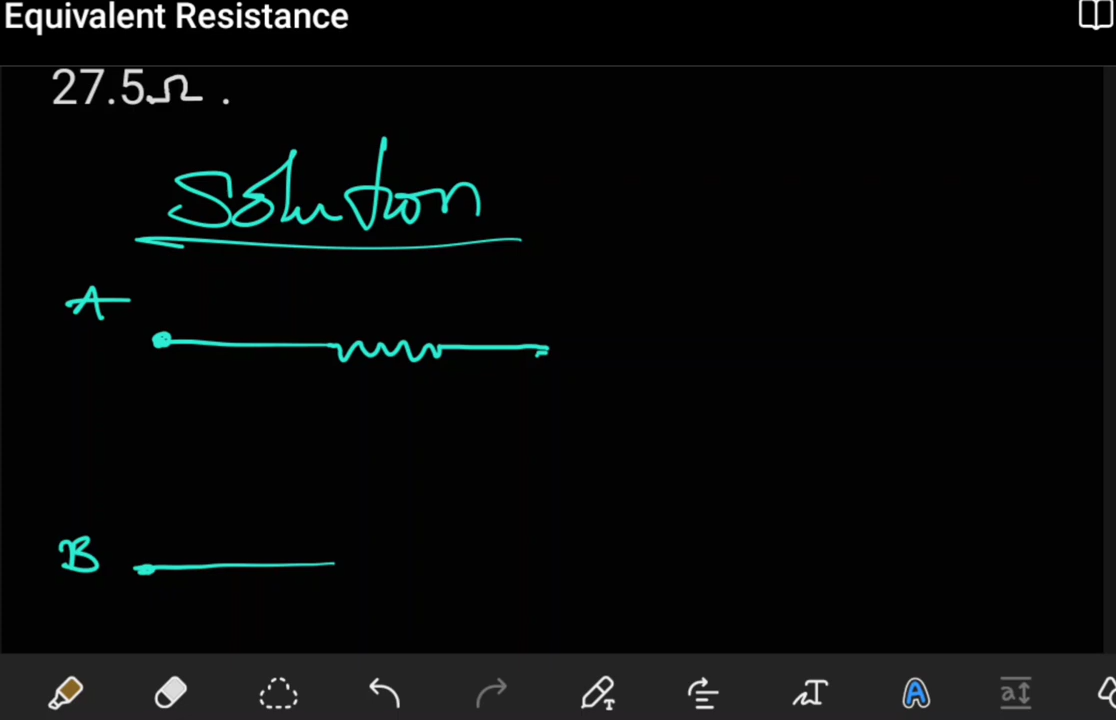 Equivalent Resistance
27.5Ω .
Solution
A
B